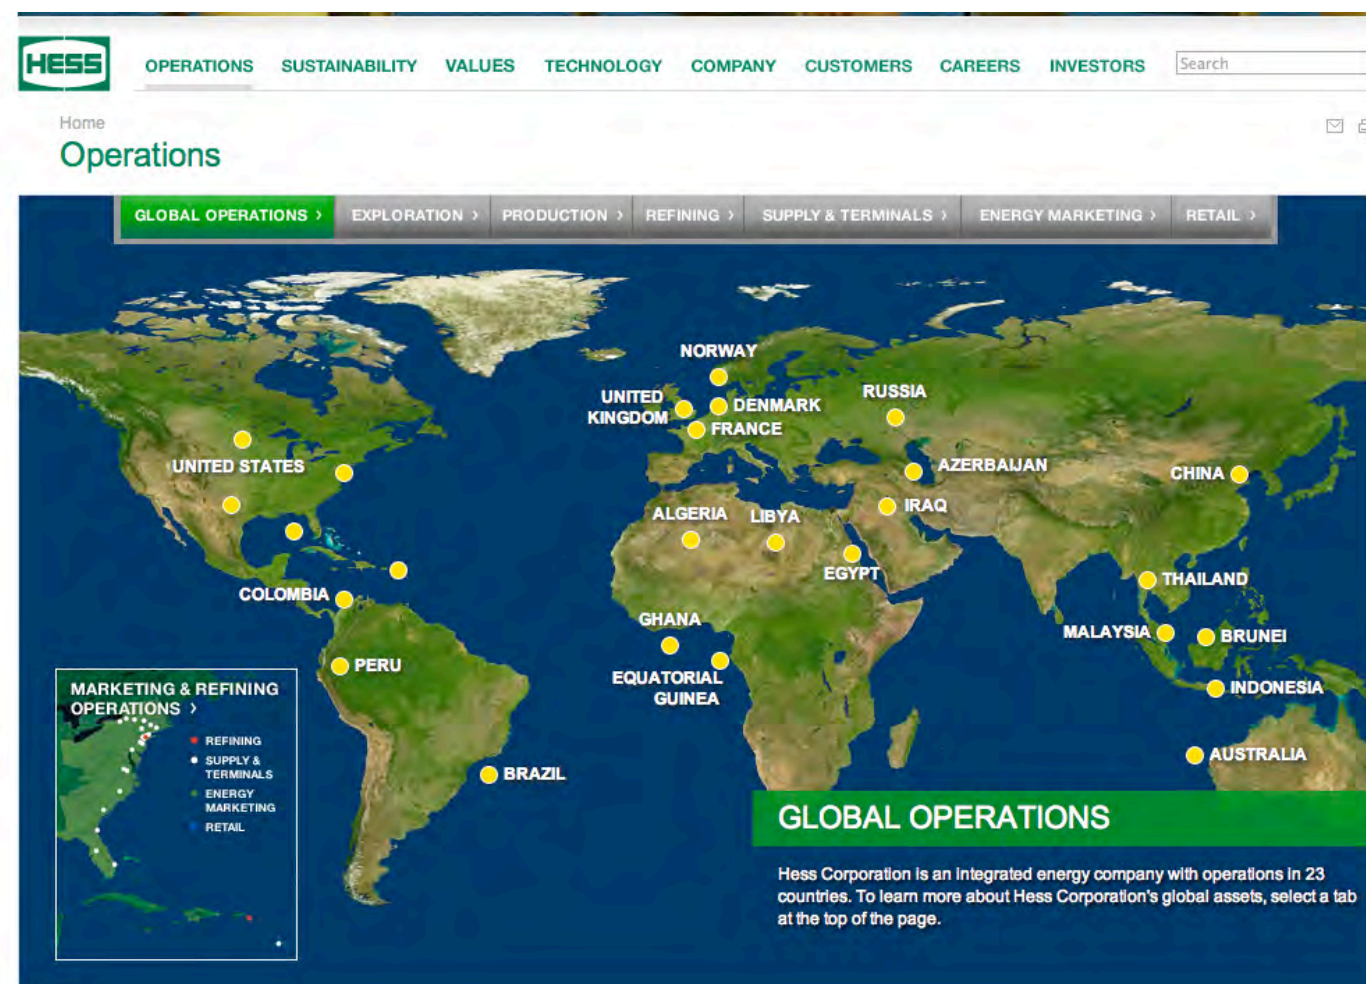 HESS
OPERATIONS SUSTAINABILITY VALUES TECHNOLOGY COMPANY CUSTOMERS CAREERS INVESTORS Search
Home
Operations
GLOBAL OPERATIONS › EXPLORATION › PRODUCTION › REFINING › SUPPLY & TERMINALS › ENERGY MARKETING › RETAIL ›
NORWAY
RUSSIA
UNITED
KINGDOM
DENMARK
FRANCE
UNITED STATES
AZERBAIJAN
CHINA
IRAQ
ALGERIA
LIBYA
EGYPT
THAILAND
COLOMBIA
GHANA
MALAYSIA
BRUNEI
PERU
EQUATORIAL
GUINEA
INDONESIA
AUSTRALIA
BRAZIL
MARKETING & REFINING
OPERATIONS ›
REFINING
SUPPLY &
TERMINALS
ENERGY
MARKETING
RETAIL
GLOBAL OPERATIONS
Hess Corporation is an integrated energy company with operations in 23
countries. To learn more about Hess Corporation's global assets, select a tab
at the top of the page.